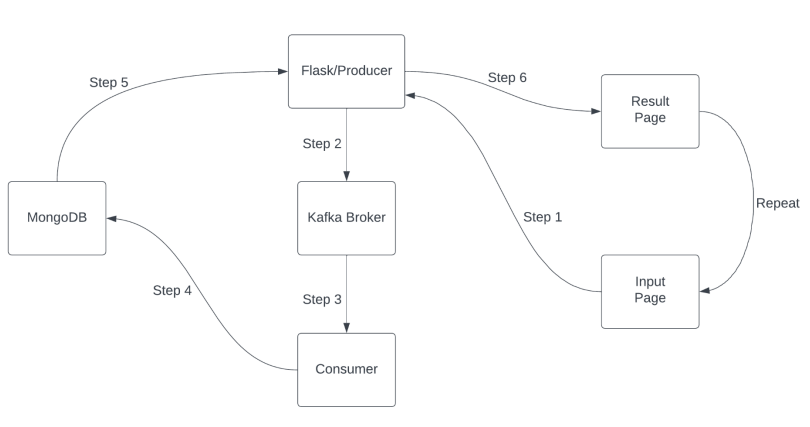 Flask/Producer
Step 6
Step 5
Result
Page
Step 2
Repeat
MongoDB
Kafka Broker
Step 1
Step 4
Step 3
Input
Page
Consumer